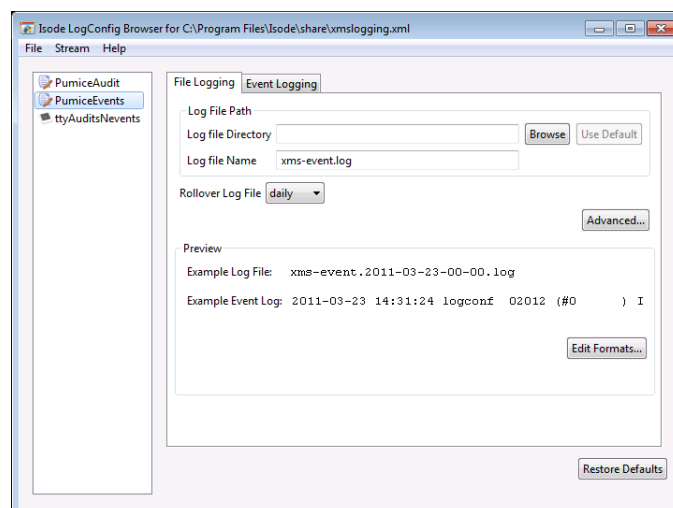 Isode LogConfig Browser for C:\Program Files\Isode\share\xmslogging.xml
File Stream Help
PumiceAudit
PumiceEvents
ttyAuditsNevents
File Logging Event Logging
Log File Path
Log file Directory Browse Use Default
Log file Name xms-event.log
Rollover Log File daily
Advanced...
Preview
Example Log File: xms-event.2011-03-23-00-00.log
Example Event Log: 2011-03-23 14:31:24 logconf 02012 (#0 ) I
Edit Formats...
Restore Defaults